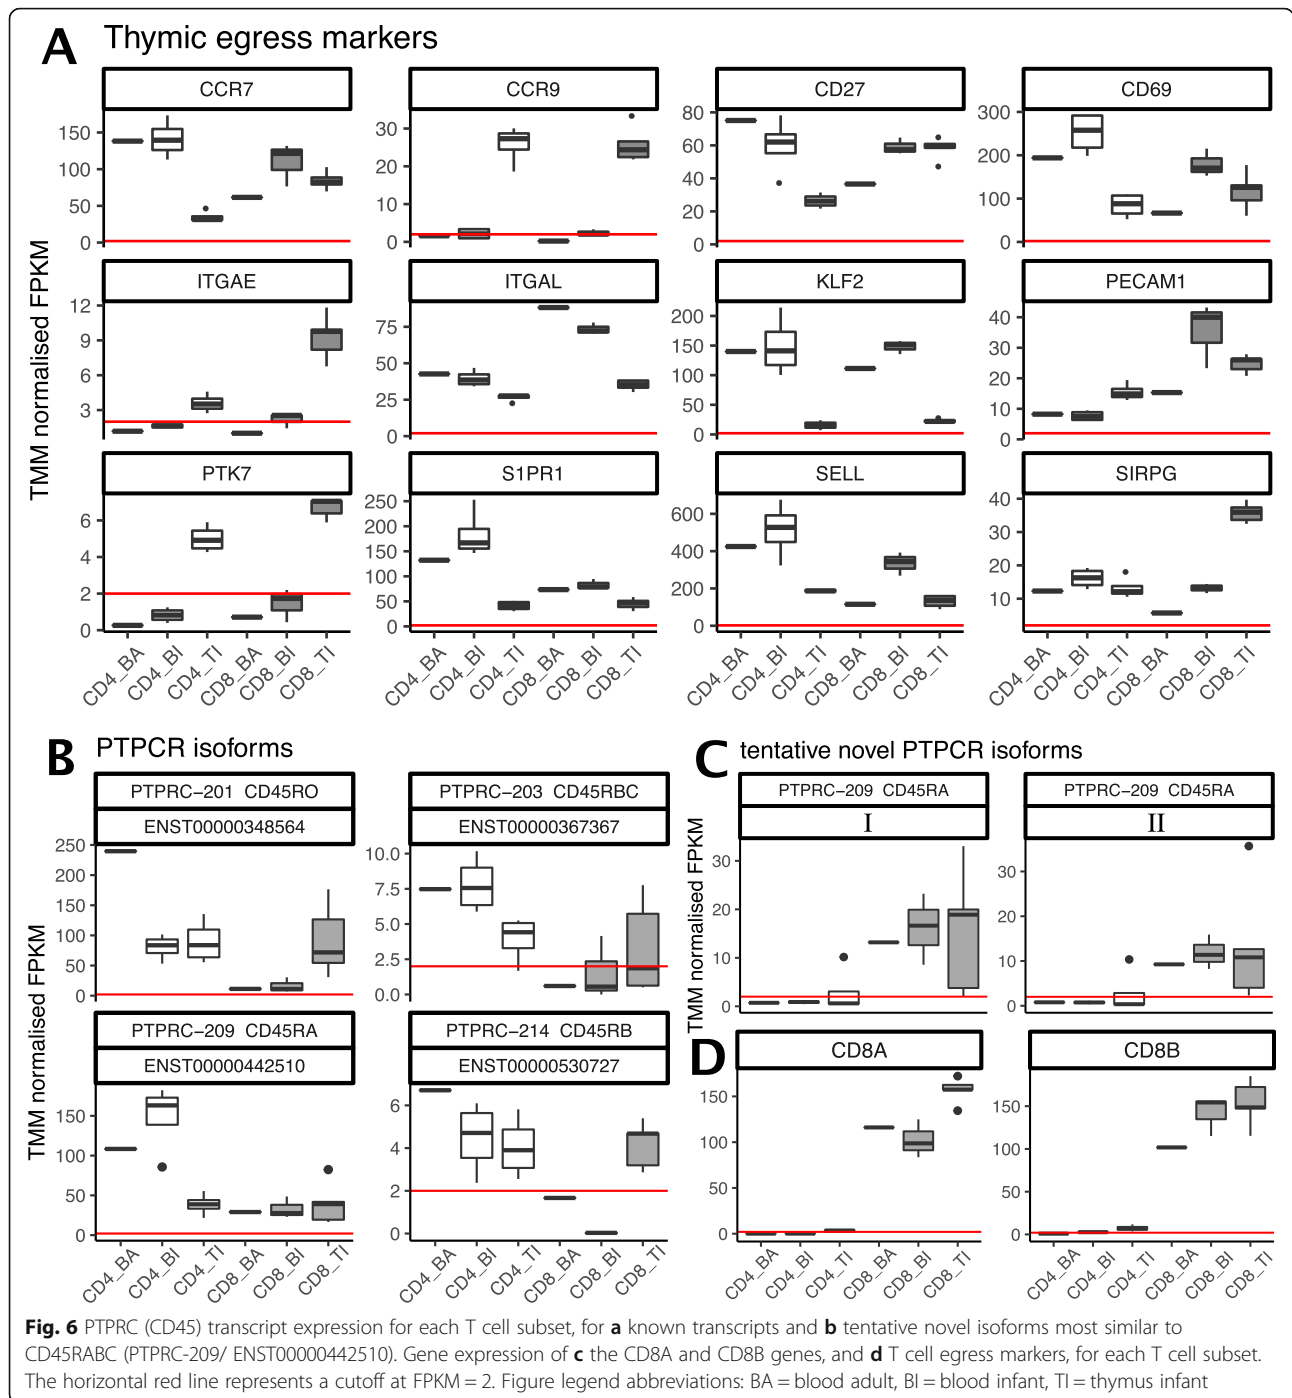 A Thymic egress markers
CCR7 CCR9 CD27 CD69
150 100 50 0
30 20 10 0
80 60 40 20 0
300 200 100 0
ITGAE ITGAL KLF2 PECAM1
12 9 6 3
75 50 25 0
200 150 100 50 0
40 30 20 10 0
PTK7 S1PR1 SELL SIRPG
6 4 2 0
250 200 150 100 50 0
600 400 200 0
40 30 20 10
TMM normalised FPKM
CD4_BA CD4_BI CD4_TI CD8_BA CD8_BI CD8_TI
CD4_BA CD4_BI CD4_TI CD8_BA CD8_BI CD8_TI
CD4_BA CD4_BI CD4_TI CD8_BA CD8_BI CD8_TI
CD4_BA CD4_BI CD4_TI CD8_BA CD8_BI CD8_TI
B PTPCR isoforms
PTPRC−201 CD45RO PTPRC−203 CD45RBC
ENST00000348564 ENST00000367367
250 200 150 100 50 0
10.0 7.5 5.0 2.5 0.0
PTPRC−209 CD45RA PTPRC−214 CD45RB
ENST00000442510 ENST00000530727
150 100 50 0
6 4 2 0
TMM normalised FPKM
CD4_BA CD4_BI CD4_TI CD8_BA CD8_BI CD8_TI
CD4_BA CD4_BI CD4_TI CD8_BA CD8_BI CD8_TI
C tentative novel PTPCR isoforms
PTPRC−209 CD45RA PTPRC−209 CD45RA
I II
30 20 10 0
30 20 10 0
TMM normalised FPKM
D CD8A CD8B
150 100 50 0
150 100 50 0
CD4_BA CD4_BI CD4_TI CD8_BA CD8_BI CD8_TI
CD4_BA CD4_BI CD4_TI CD8_BA CD8_BI CD8_TI
Fig. 6 PTPRC (CD45) transcript expression for each T cell subset, for a known transcripts and b tentative novel isoforms most similar to
CD45RABC (PTPRC-209/ ENST00000442510). Gene expression of c the CD8A and CD8B genes, and d T cell egress markers, for each T cell subset.
The horizontal red line represents a cutoff at FPKM = 2. Figure legend abbreviations: BA = blood adult, BI = blood infant, TI = thymus infant